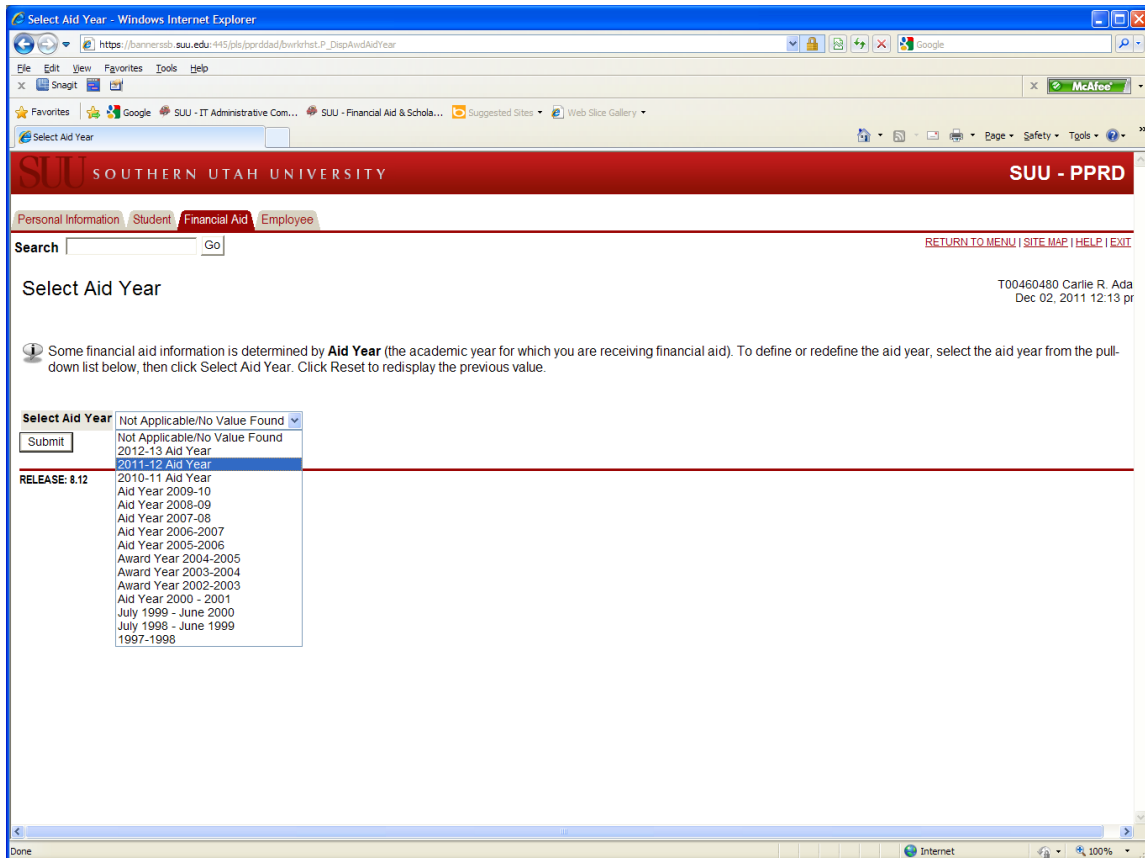 Select Aid Year - Windows Internet Explorer
https://bannerssb.suu.edu:445/pls/pprddad/bwrkrhst.P_DispAwdAidYear
Google
File Edit View Favorites Tools Help
x Snagit
x McAfee
Favorites Google SUU - IT Administrative Com... SUU - Financial Aid & Schola... Suggested Sites Web Slice Gallery
Select Aid Year
Page Safety Tools »
SUU SOUTHERN UTAH UNIVERSITY
SUU - PPRD
Personal Information Student Financial Aid Employee
Search Go
RETURN TO MENU | SITE MAP | HELP | EXIT
Select Aid Year
T00460480 Carlie R. Ada
Dec 02, 2011 12:13 pr
Some financial aid information is determined by Aid Year (the academic year for which you are receiving financial aid). To define or redefine the aid year, select the aid year from the pull-
down list below, then click Select Aid Year. Click Reset to redisplay the previous value.
Select Aid Year Not Applicable/No Value Found
Submit
Not Applicable/No Value Found
2012-13 Aid Year
2011-12 Aid Year
2010-11 Aid Year
Aid Year 2009-10
Aid Year 2008-09
Aid Year 2007-08
Aid Year 2006-2007
Aid Year 2005-2006
Award Year 2004-2005
Award Year 2003-2004
Award Year 2002-2003
Aid Year 2000 - 2001
July 1999 - June 2000
July 1998 - June 1999
1997-1998
RELEASE: 8.12
Done
Internet
100%